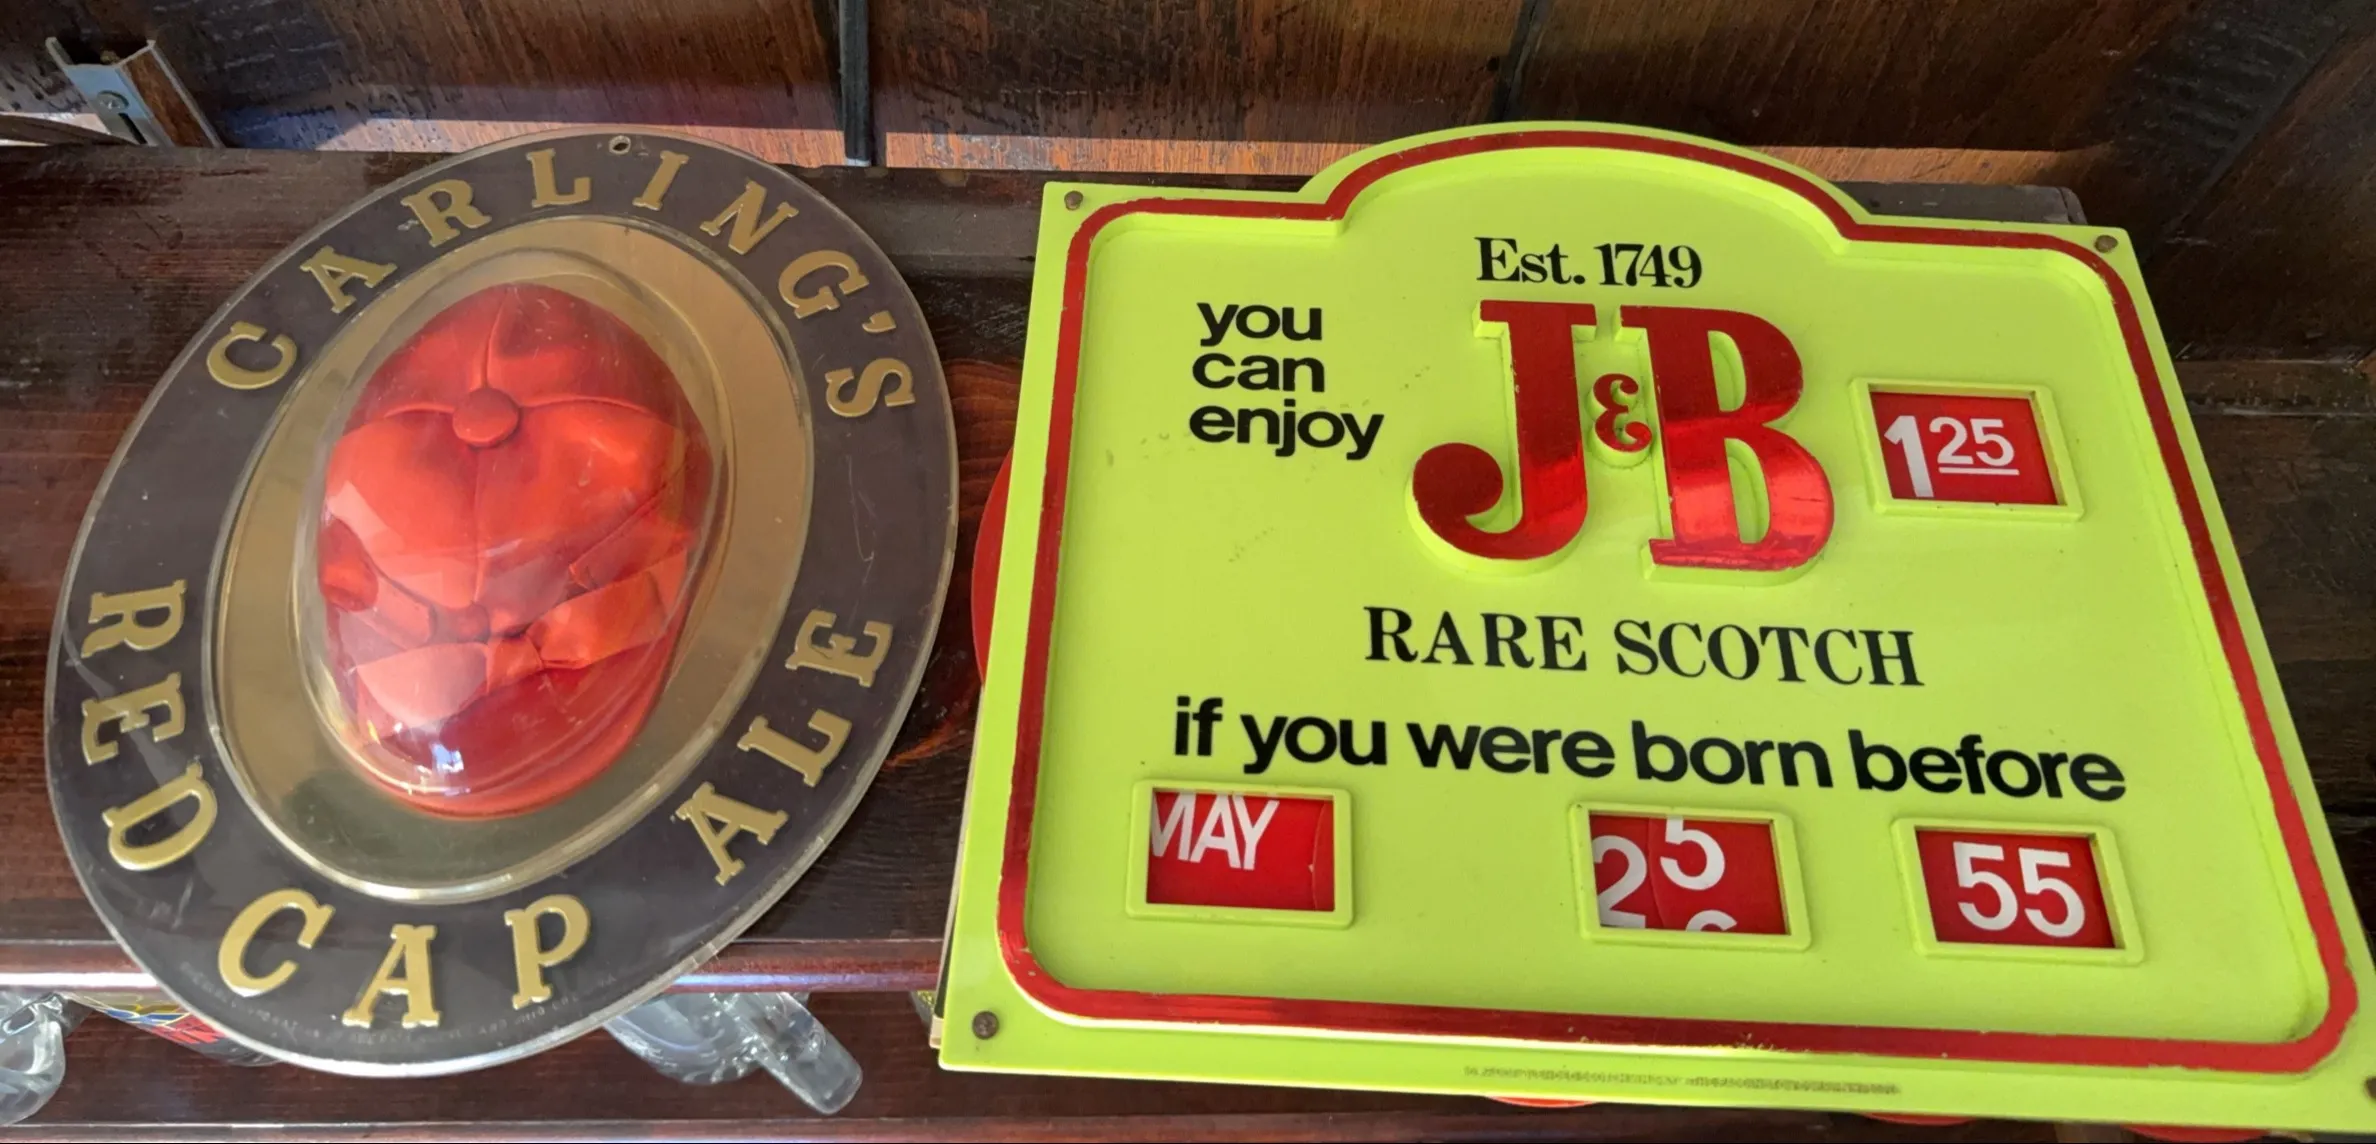 CARLING'S
RED CAP ALE
Est. 1749
you
can
enjoy
J&B
1 25
RARE SCOTCH
if you were born before
MAY 25 55